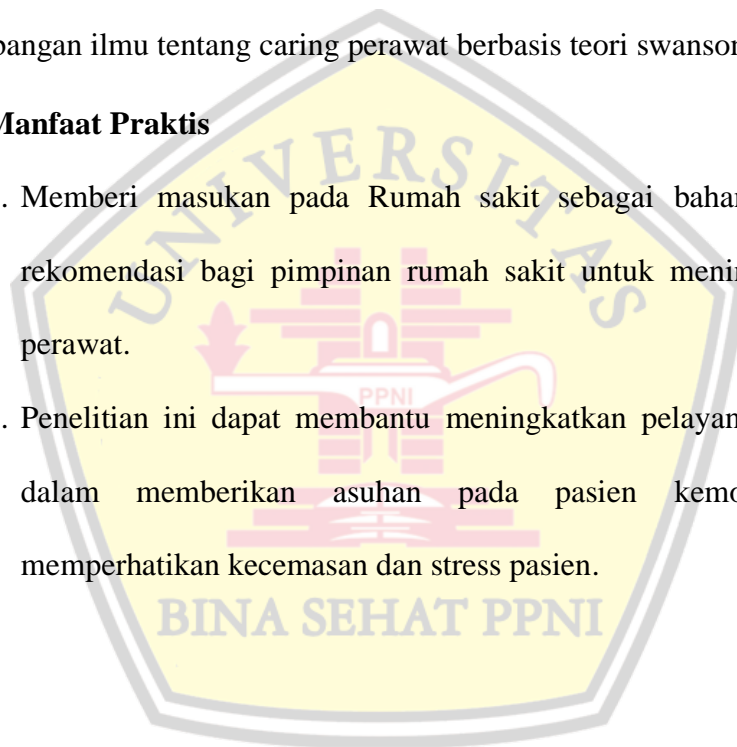 bangan ilmu tentang caring perawat berbasis teori swanson
Manfaat Praktis
. Memberi masukan pada Rumah sakit sebagai bahan
rekomendasi bagi pimpinan rumah sakit untuk menin
perawat.
. Penelitian ini dapat membantu meningkatkan pelayan
dalam memberikan asuhan pada pasien kemo
memperhatikan kecemasan dan stress pasien.
UNIVERSITAS
PPNI
BINA SEHAT PPNI